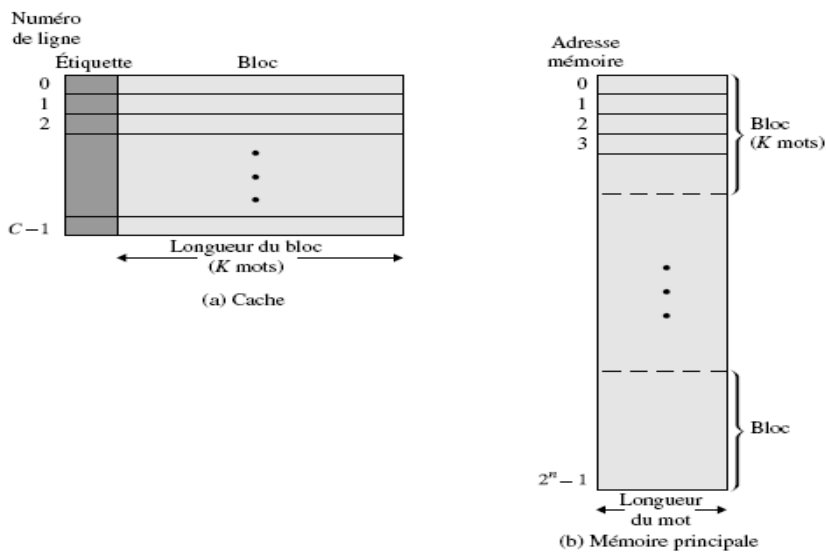 Numéro
de ligne
Étiquette
Bloc
0
1
2
C – 1
Longueur du bloc
(K mots)
(a) Cache
Adresse
mémoire
0
1
2
3
Bloc
(K mots)
Bloc
2ⁿ – 1
Longueur
du mot
(b) Mémoire principale